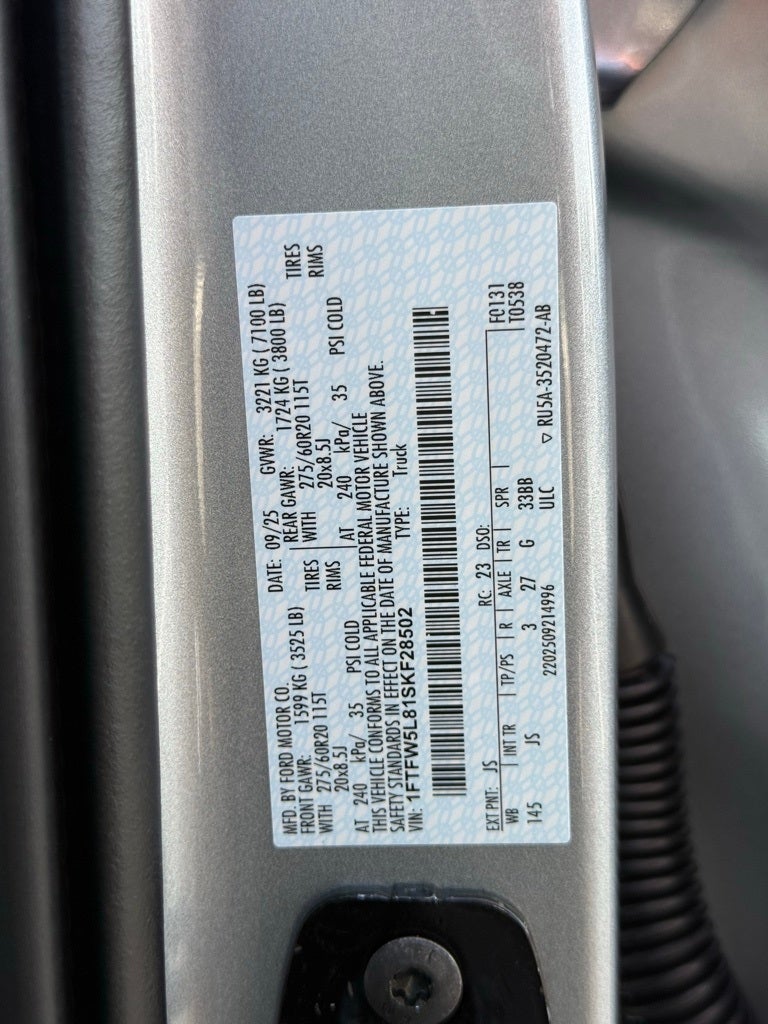 MFD. BY FORD MOTOR CO. DATE: 09/25 GVWR: 3221 KG ( 7100 LB)
FRONT GAWR: 1599 KG ( 3525 LB) REAR GAWR: 1724 KG ( 3800 LB)
WITH 275/60R20 115T TIRES WITH 275/60R20 115T TIRES
20x8.5J RIMS 20x8.5J RIMS
AT 240 kPa/ 35 PSI COLD AT 240 kPa/ 35 PSI COLD
THIS VEHICLE CONFORMS TO ALL APPLICABLE FEDERAL MOTOR VEHICLE
SAFETY STANDARDS IN EFFECT ON THE DATE OF MANUFACTURE SHOWN ABOVE.
VIN: 1FTFW5L81SKF28502 TYPE: Truck
EXT PNT: JS RC: 23 DSO: FC131
WB INT TR TP/PS R AXLE TR SPR T0538
145 JS 3 27 G 33BB
2202509214996 ULC ▽ RU5A-3520472-AB